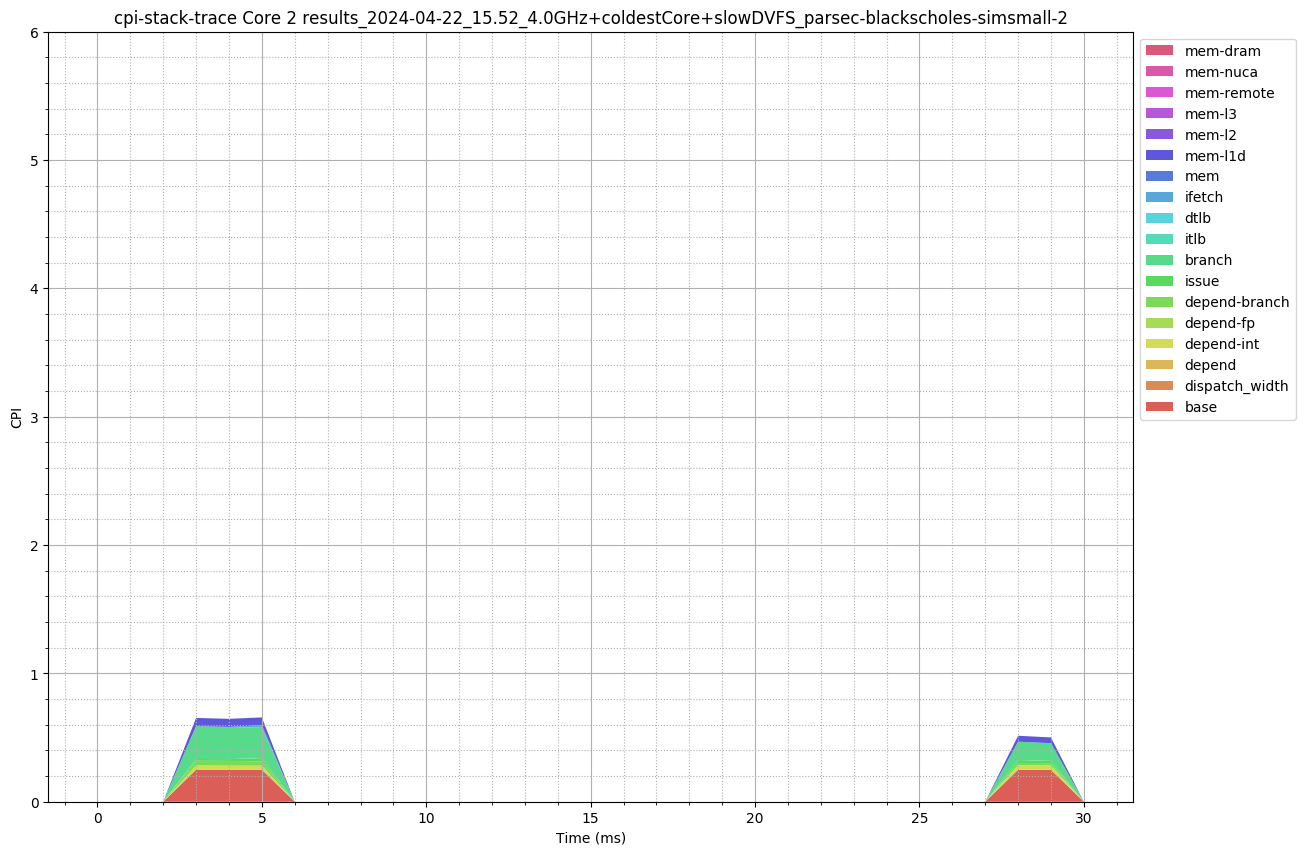 cpi-stack-trace Core 2 results_2024-04-22_15.52_4.0GHz+coldestCore+slowDVFS_parsec-blackscholes-simsmall-2
6
5
4
3
2
1
0
CPI
0
5
10
15
20
25
30
Time (ms)
mem-dram
mem-nuca
mem-remote
mem-l3
mem-l2
mem-l1d
mem
ifetch
dtlb
itlb
branch
issue
depend-branch
depend-fp
depend-int
depend
dispatch_width
base